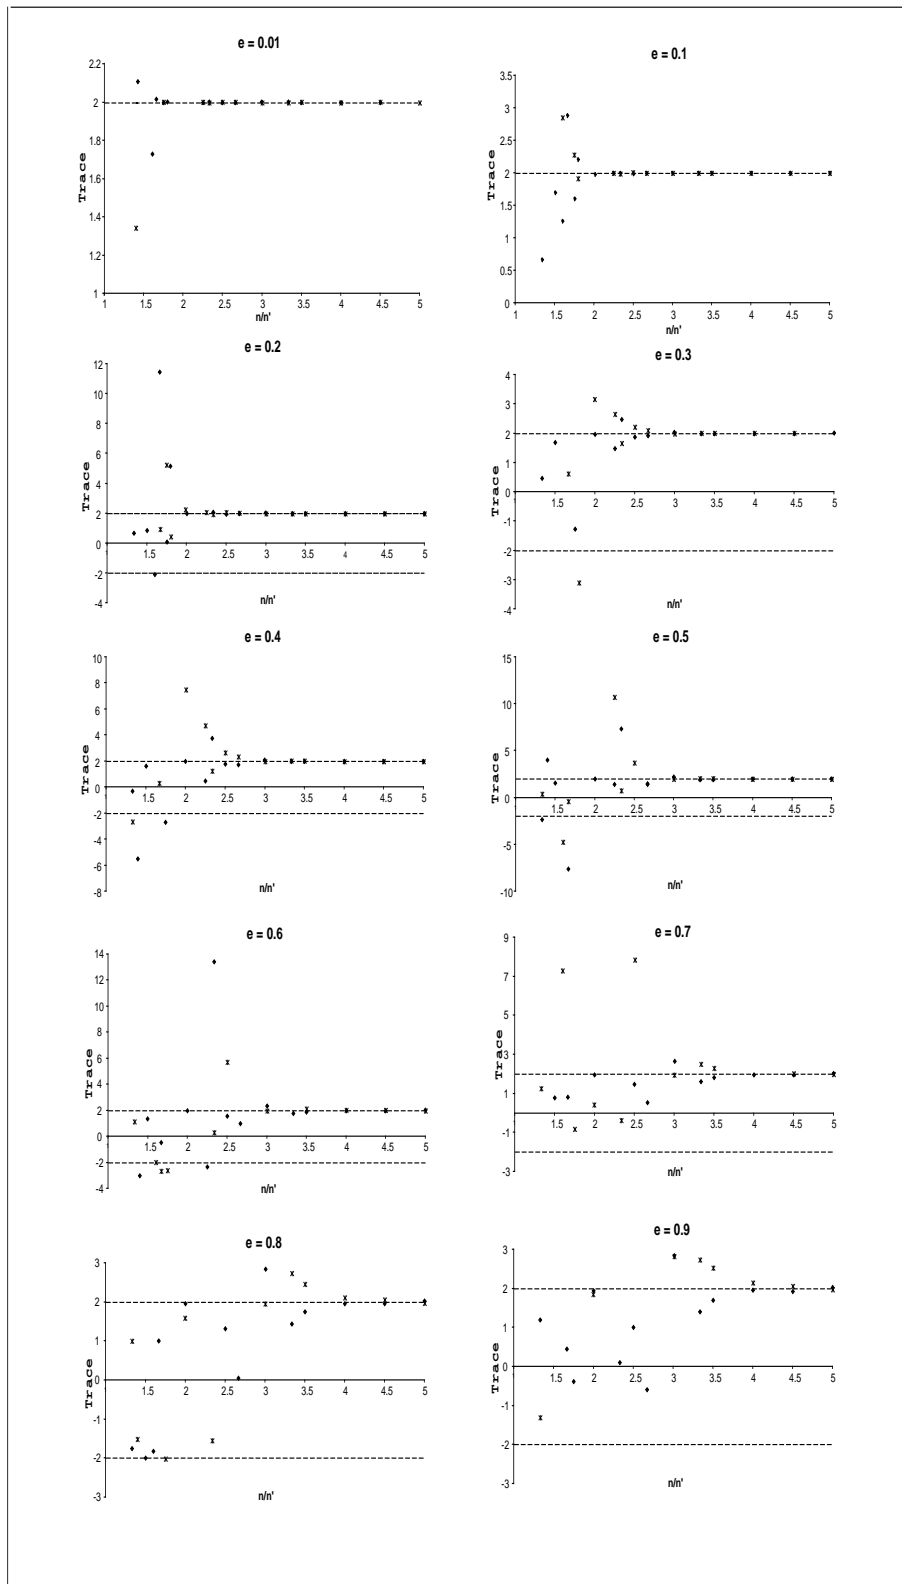 e = 0.01
2.2
2
1.8
1.6
1.4
1.2
1
Trace
1 1.5 2 2.5 3 3.5 4 4.5 5
n/n'
e = 0.1
3.5
3
2.5
2
1.5
1
0.5
0
Trace
1 1.5 2 2.5 3 3.5 4 4.5 5
n/n'
e = 0.2
12
10
8
6
4
2
0
-2
-4
Trace
1.5 2 2.5 3 3.5 4 4.5 5
n/n'
e = 0.3
4
3
2
1
0
-1
-2
-3
-4
Trace
1.5 2 2.5 3 3.5 4 4.5 5
n/n'
e = 0.4
10
8
6
4
2
0
-2
-4
-6
-8
Trace
1.5 2 2.5 3 3.5 4 4.5 5
n/n'
e = 0.5
15
10
5
0
-5
-10
Trace
1.5 2 2.5 3 3.5 4 4.5 5
n/n'
e = 0.6
14
12
10
8
6
4
2
0
-2
-4
Trace
1.5 2 2.5 3 3.5 4 4.5 5
n/n'
e = 0.7
9
7
5
3
1
-1
-3
Trace
1.5 2 2.5 3 3.5 4 4.5 5
n/n'
e = 0.8
3
2
1
0
-1
-2
-3
Trace
1.5 2 2.5 3 3.5 4 4.5 5
n/n'
e = 0.9
3
2
1
0
-1
-2
-3
Trace
1.5 2 2.5 3 3.5 4 4.5 5
n/n'